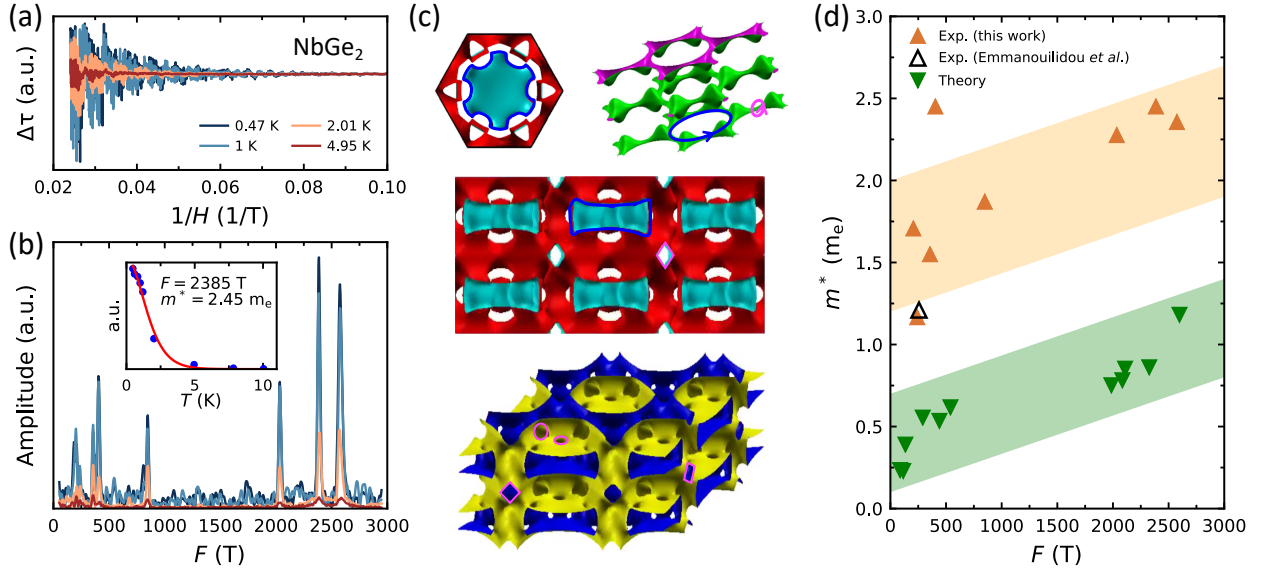 (a)
Δτ (a.u.)
NbGe₂
0.47 K
2.01 K
1 K
4.95 K
0.02 0.04 0.06 0.08 0.10
1/H (1/T)
(b)
Amplitude (a.u.)
a.u.
F = 2385 T
m* = 2.45 mₑ
0 5 10
T (K)
0 500 1000 1500 2000 2500 3000
F (T)
(c)
(d)
m* (mₑ)
3.0
2.5
2.0
1.5
1.0
0.5
0.0
Exp. (this work)
Exp. (Emmanouilidou et al.)
Theory
0 500 1000 1500 2000 2500 3000
F (T)